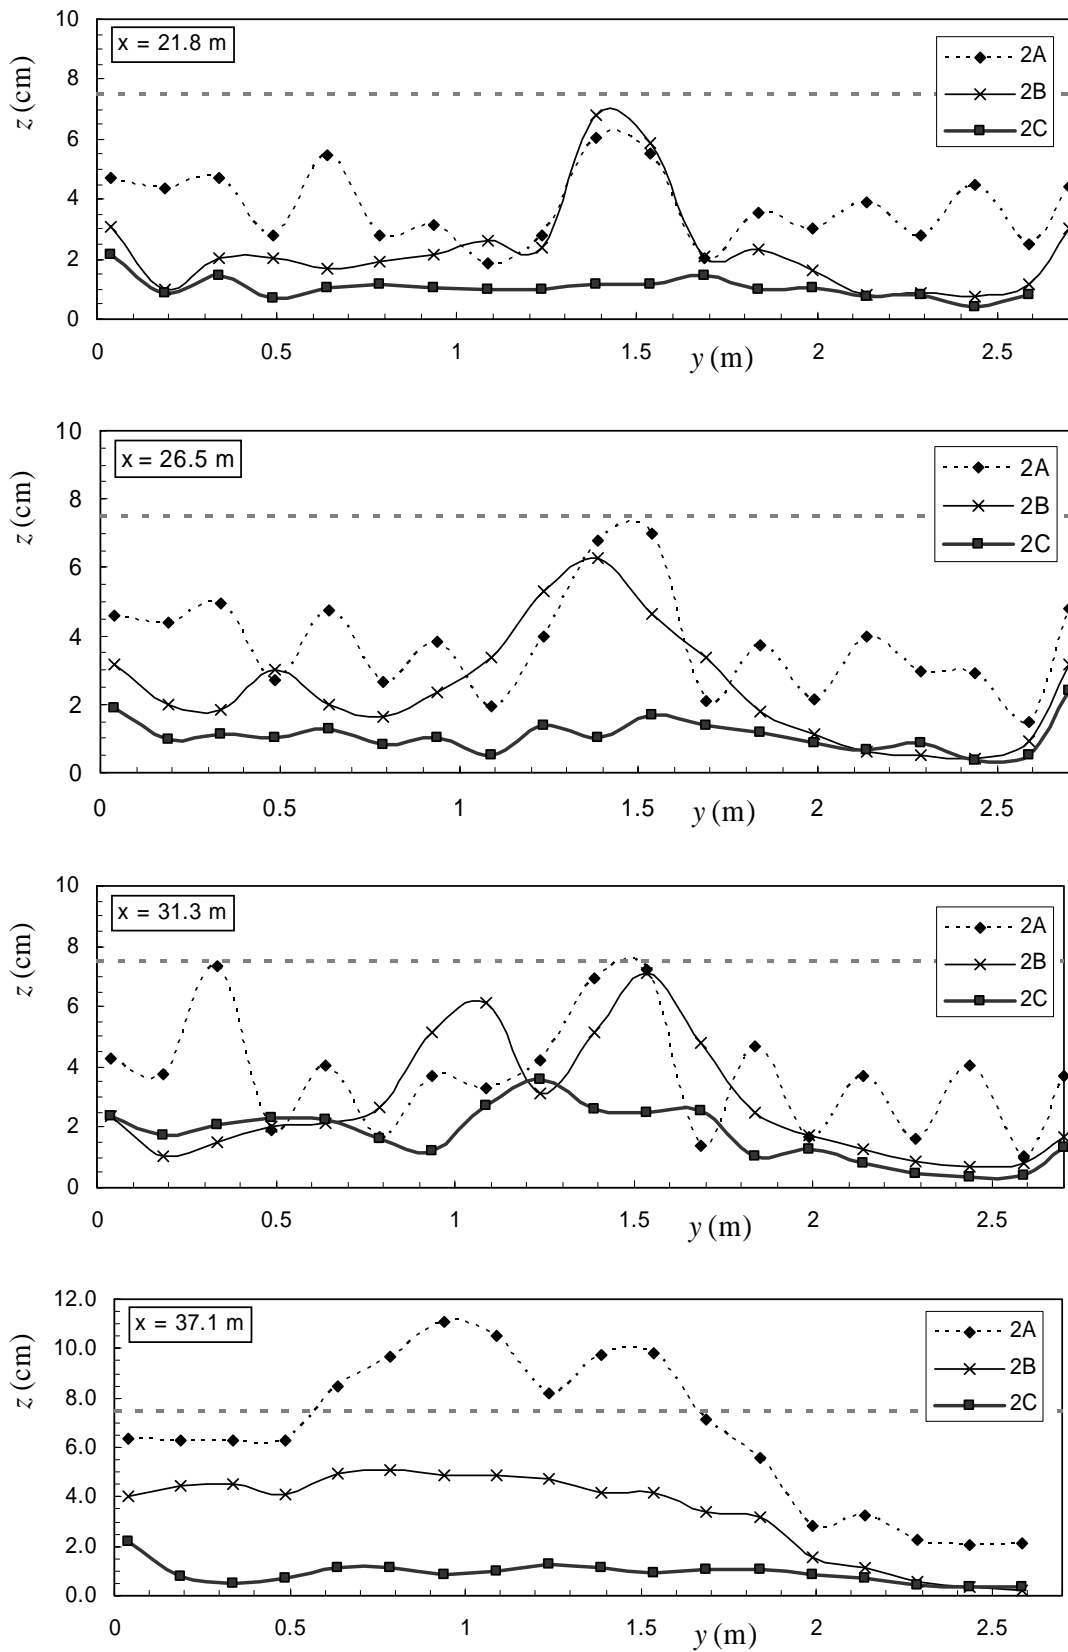 x = 21.8 m
z (cm)
10
8
6
4
2
0
0 0.5 1 1.5 2 2.5
y (m)
2A
2B
2C
x = 26.5 m
z (cm)
10
8
6
4
2
0
0 0.5 1 1.5 2 2.5
y (m)
2A
2B
2C
x = 31.3 m
z (cm)
10
8
6
4
2
0
0 0.5 1 1.5 2 2.5
y (m)
2A
2B
2C
x = 37.1 m
z (cm)
12.0
10.0
8.0
6.0
4.0
2.0
0.0
0 0.5 1 1.5 2 2.5
y (m)
2A
2B
2C